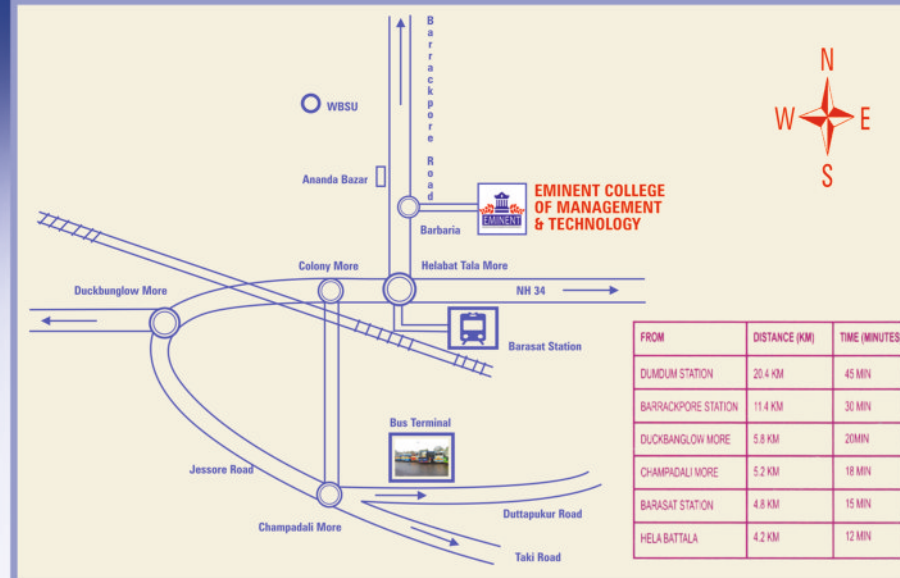 Barrackpore Road
N
W E
S
WBSU
Ananda Bazar
EMINENT
EMINENT COLLEGE
OF MANAGEMENT
& TECHNOLOGY
Barbaria
Colony More
Helabat Tala More
Duckbunglow More
NH 34
Barasat Station
Bus Terminal
Jessore Road
Champadali More
Duttapukur Road
Taki Road
FROM DISTANCE (KM) TIME (MINUTES
DUMDUM STATION 20.4 KM 45 MIN
BARRACKPORE STATION 11.4 KM 30 MIN
DUCKBANGLOW MORE 5.8 KM 20MIN
CHAMPADALI MORE 5.2 KM 18 MIN
BARASAT STATION 4.8 KM 15 MIN
HELA BATTALA 4.2 KM 12 MIN